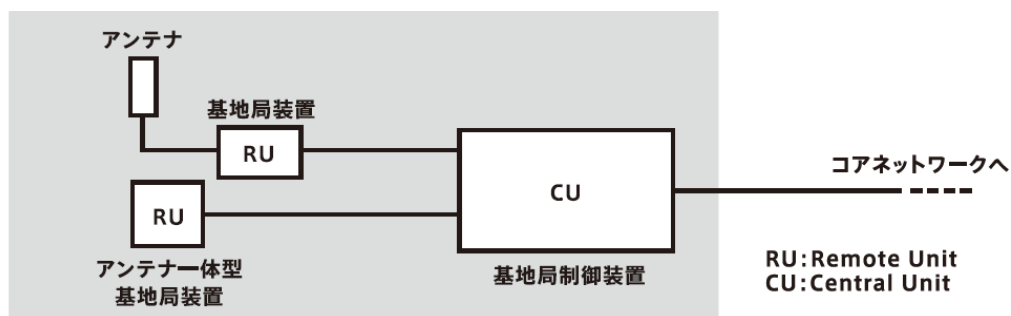 アンテナ
基地局装置
RU
コアネットワークへ
CU
RU
アンテナ一体型
基地局装置
基地局制御装置
RU:Remote Unit
CU:Central Unit